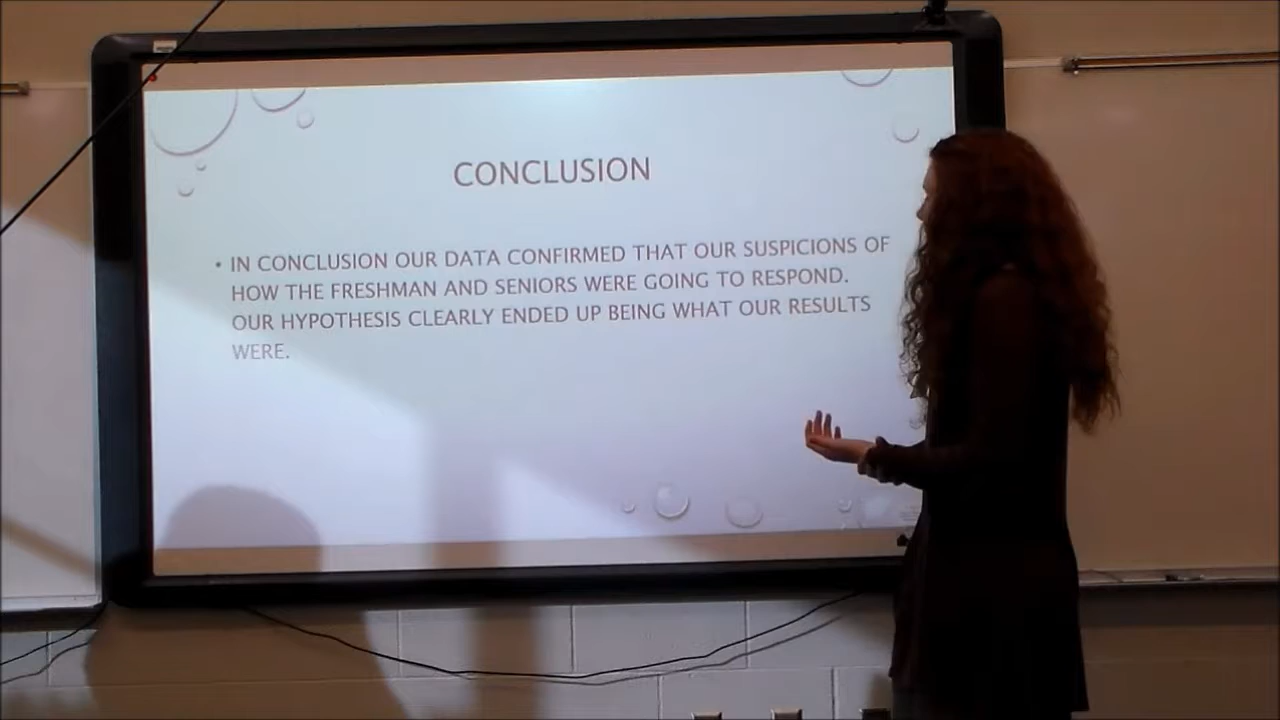 CONCLUSION
• IN CONCLUSION OUR DATA CONFIRMED THAT OUR SUSPICIONS OF
HOW THE FRESHMAN AND SENIORS WERE GOING TO RESPOND.
OUR HYPOTHESIS CLEARLY ENDED UP BEING WHAT OUR RESULTS
WERE.